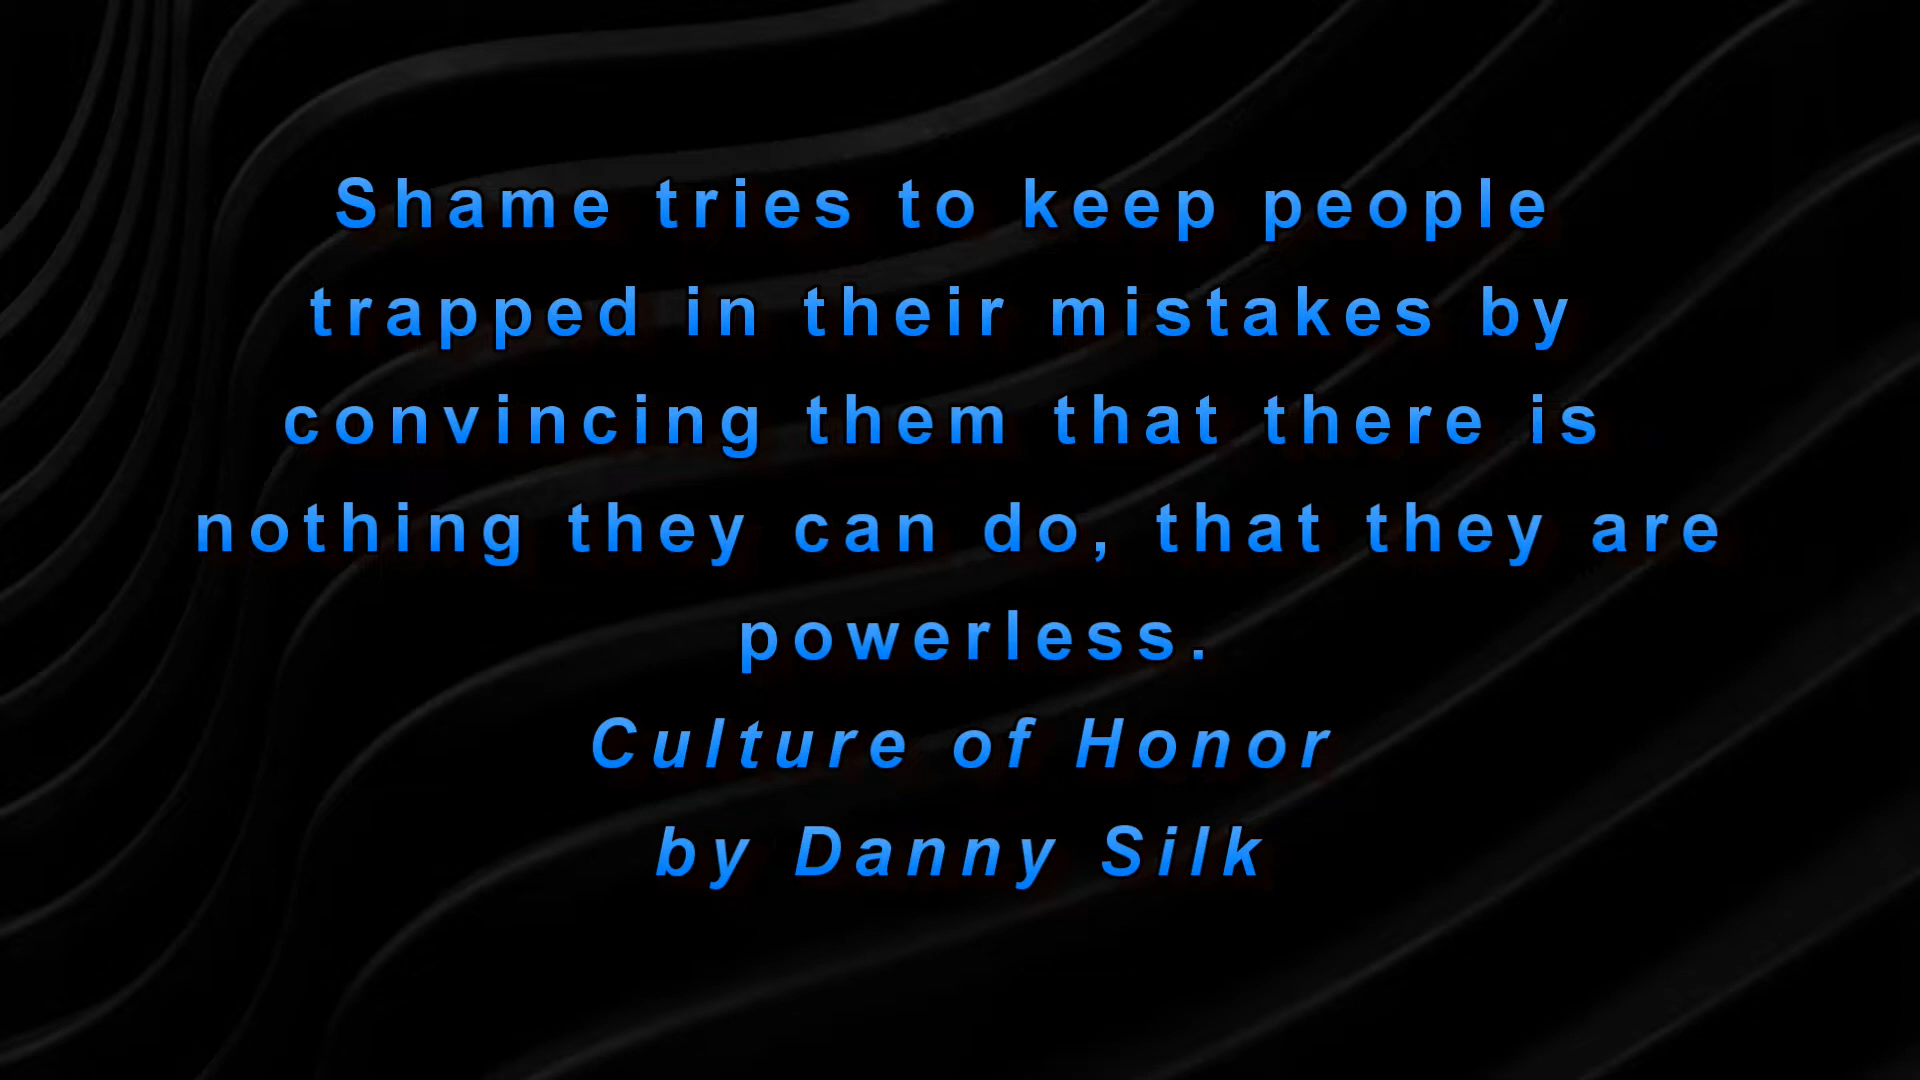 Shame tries to keep people
trapped in their mistakes by
convincing them that there is
nothing they can do, that they are
powerless.
Culture of Honor
by Danny Silk